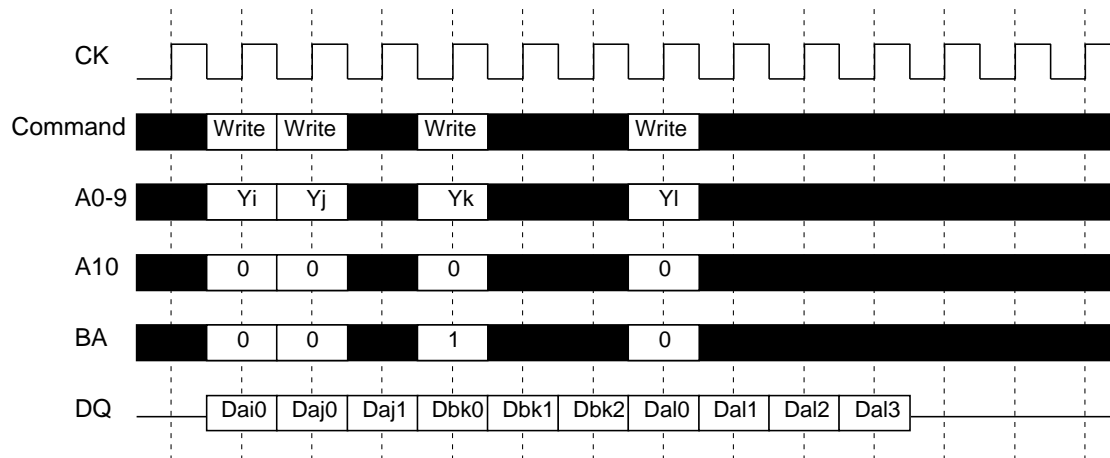 CK
Command Write Write Write Write
A0-9 Yi Yj Yk Yl
A10 0 0 0 0
BA 0 0 1 0
DQ Dai0 Daj0 Daj1 Dbk0 Dbk1 Dbk2 Dal0 Dal1 Dal2 Dal3